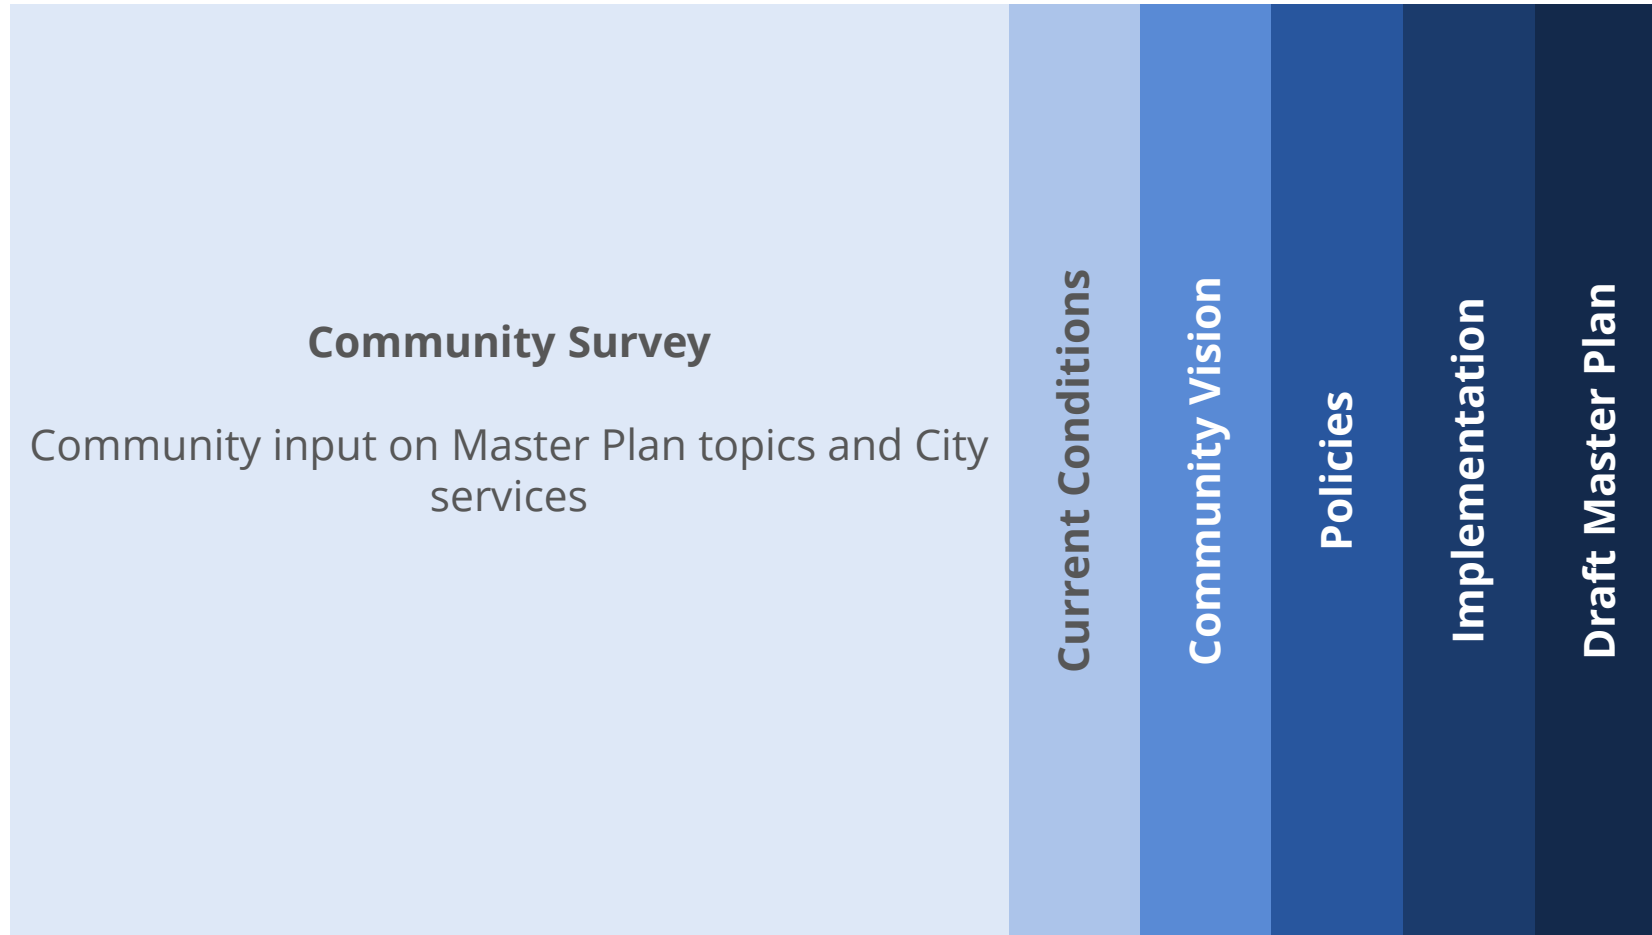 Community Survey
Community input on Master Plan topics and City
services
Current Conditions
Community Vision
Policies
Implementation
Draft Master Plan